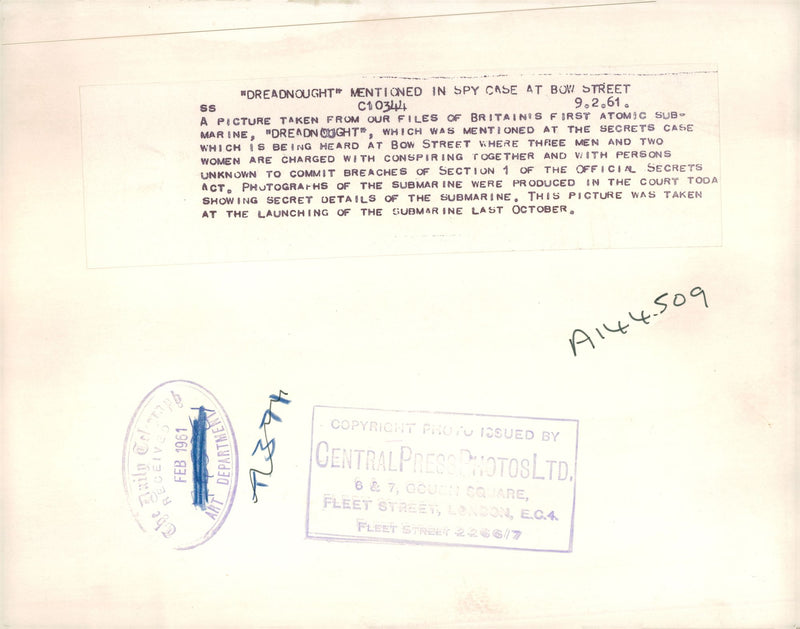 "DREADNOUGHT" MENTIONED IN SPY CASE AT BOW STREET
SS C10344 9.2.61.
A PICTURE TAKEN FROM OUR FILES OF BRITAIN'S FIRST ATOMIC SUB-
MARINE, "DREADNOUGHT", WHICH WAS MENTIONED AT THE SECRETS CASE
WHICH IS BEING HEARD AT BOW STREET WHERE THREE MEN AND TWO
WOMEN ARE CHARGED WITH CONSPIRING TOGETHER AND WITH PERSONS
UNKNOWN TO COMMIT BREACHES OF SECTION 1 OF THE OFFICIAL SECRETS
ACT. PHOTOGRAPHS OF THE SUBMARINE WERE PRODUCED IN THE COURT TODA
SHOWING SECRET DETAILS OF THE SUBMARINE. THIS PICTURE WAS TAKEN
AT THE LAUNCHING OF THE SUBMARINE LAST OCTOBER.
A144.509
The Daily Telegraph
RECEIVED
FEB 1961
ART DEPARTMENT
COPYRIGHT PHOTO ISSUED BY
CENTRAL PRESS PHOTOS LTD.
6 & 7, GOUGH SQUARE,
FLEET STREET, LONDON, E.C.4.
FLEET STREET 2266/7